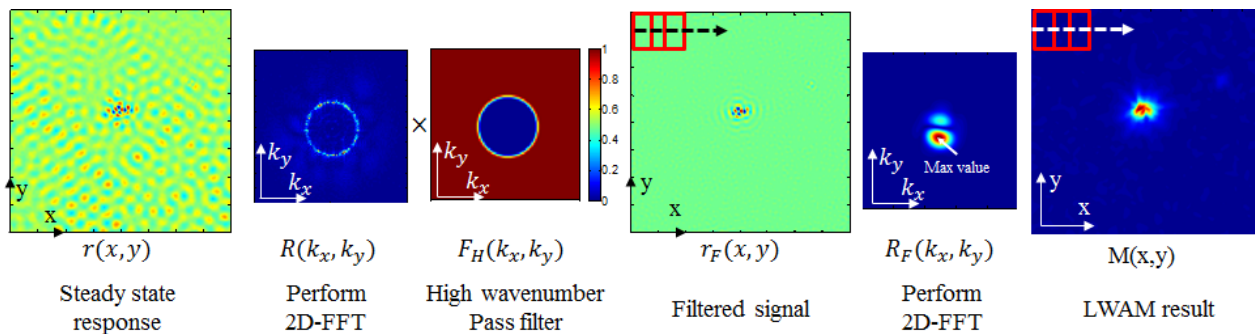 y
x
r(x, y)
Steady state
response
k_y
k_x
R(k_x, k_y)
Perform
2D-FFT
×
k_y
k_x
1
0.8
0.6
0.4
0.2
0
F_H(k_x, k_y)
High wavenumber
Pass filter
y
x
r_F(x, y)
Filtered signal
Max value
k_y
k_x
R_F(k_x, k_y)
Perform
2D-FFT
y
x
M(x,y)
LWAM result